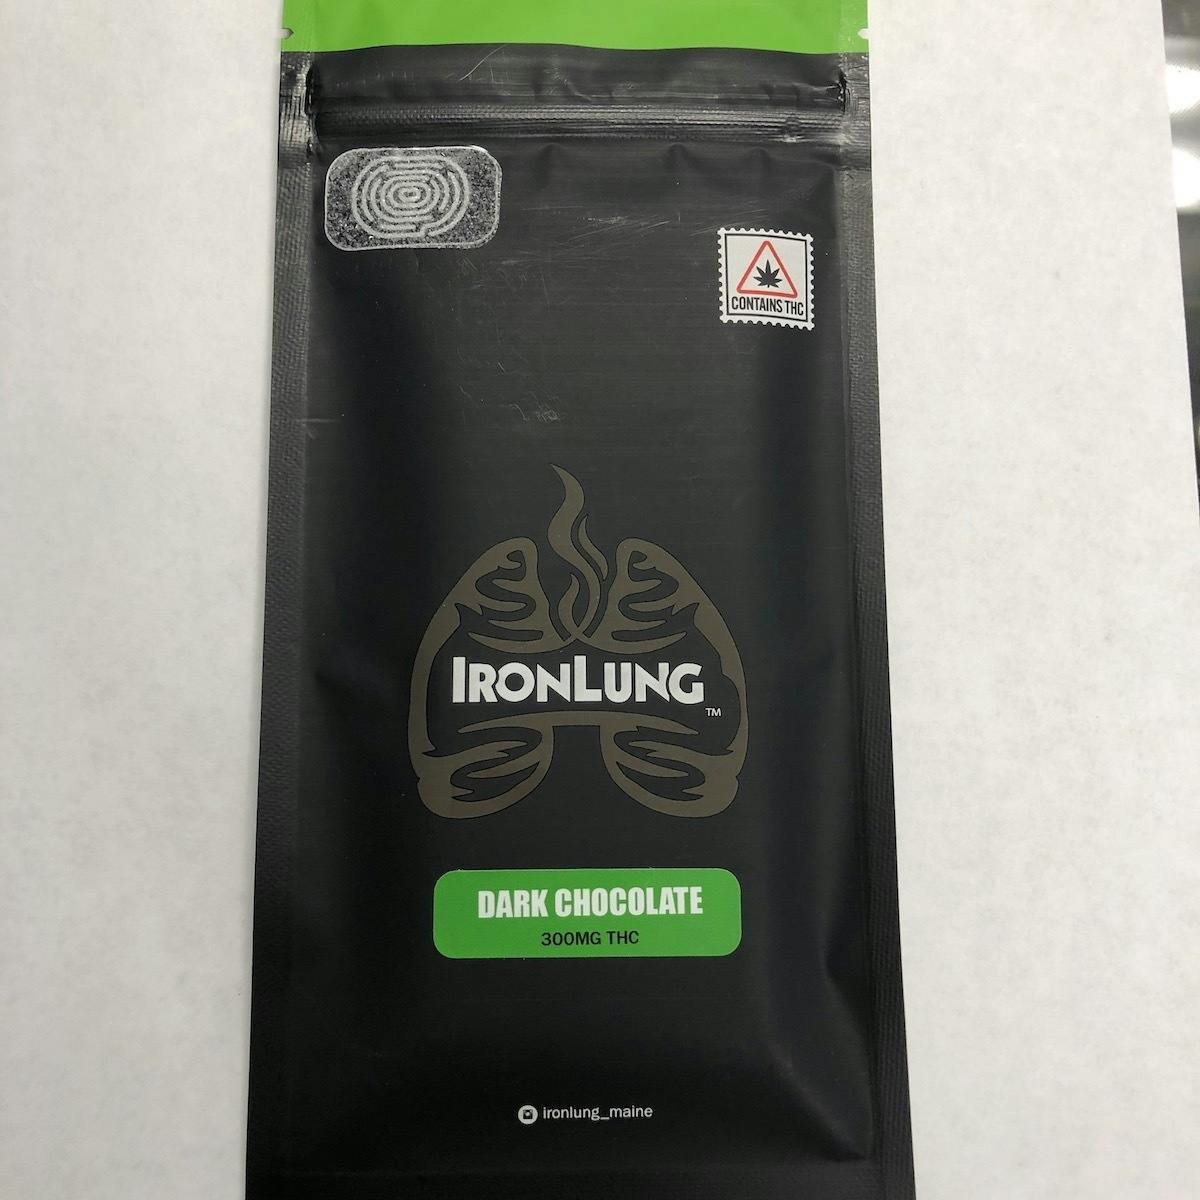 CONTAINS THC
IRONLUNG
TM
DARK CHOCOLATE
300MG THC
ironlung_maine